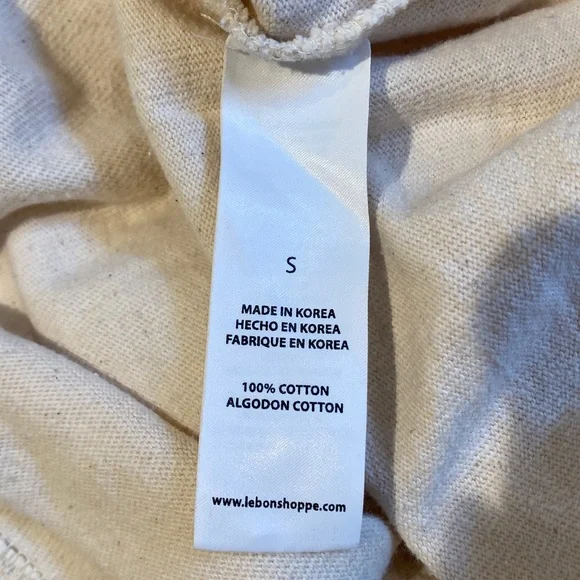 S
MADE IN KOREA
HECHO EN KOREA
FABRIQUE EN KOREA
100% COTTON
ALGODON COTTON
www.lebonshoppe.com